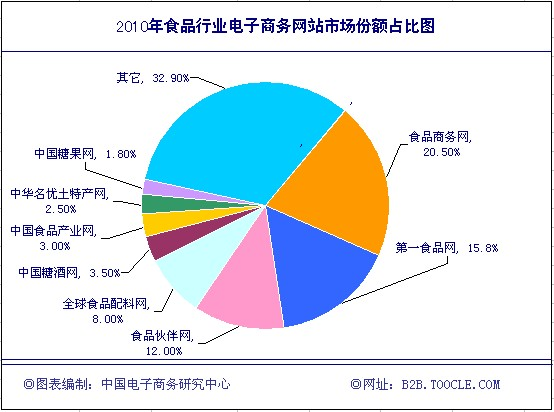 2010年食品行业电子商务网站市场份额占比图
其它, 32.90%
食品商务网,
20.50%
第一食品网, 15.8%
食品伙伴网,
12.00%
全球食品配料网,
8.00%
中国糖酒网, 3.50%
中国食品产业网,
3.00%
中华名优土特产网,
2.50%
中国糖果网, 1.80%
◎图表编制：中国电子商务研究中心
◎网址：B2B.TOOCLE.COM